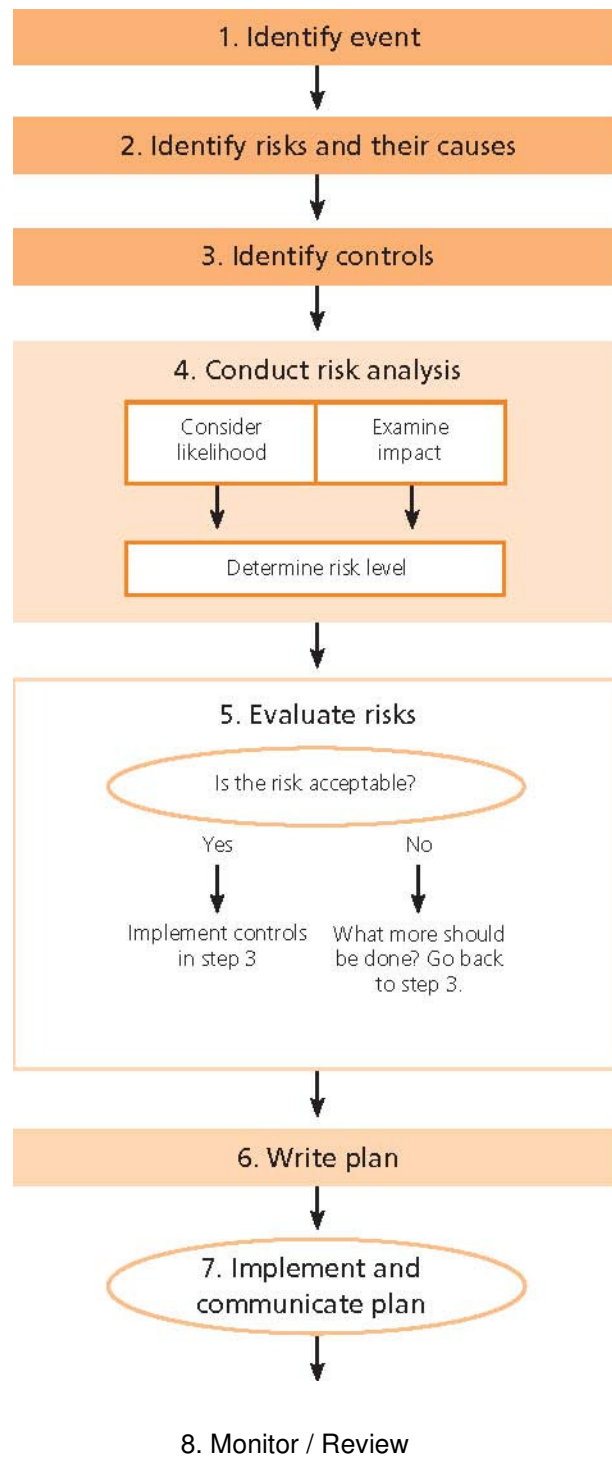 1. Identify event
2. Identify risks and their causes
3. Identify controls
4. Conduct risk analysis
Consider
likelihood
Examine
impact
Determine risk level
5. Evaluate risks
Is the risk acceptable?
Yes
No
Implement controls
in step 3
What more should
be done? Go back
to step 3.
6. Write plan
7. Implement and
communicate plan
8. Monitor / Review